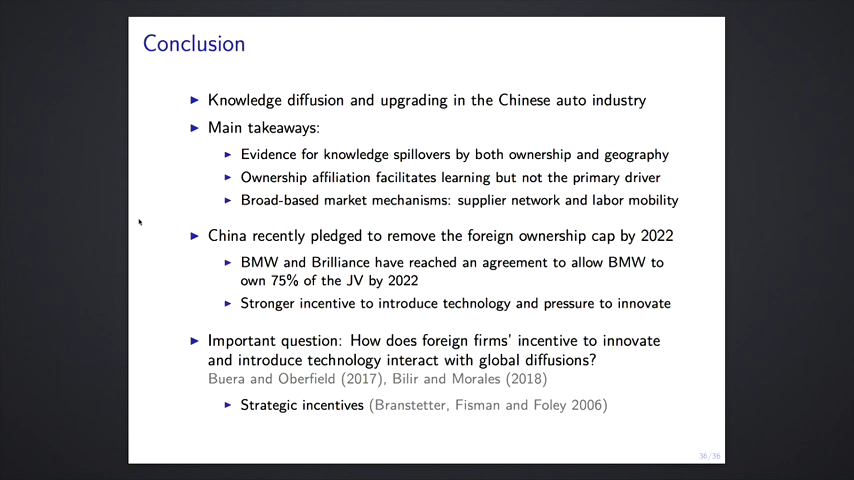 Conclusion
Knowledge diffusion and upgrading in the Chinese auto industry
Main takeaways:
Evidence for knowledge spillovers by both ownership and geography
Ownership affiliation facilitates learning but not the primary driver
Broad-based market mechanisms: supplier network and labor mobility
China recently pledged to remove the foreign ownership cap by 2022
BMW and Brilliance have reached an agreement to allow BMW to
own 75% of the JV by 2022
Stronger incentive to introduce technology and pressure to innovate
Important question: How does foreign firms' incentive to innovate
and introduce technology interact with global diffusions?
Buera and Oberfield (2017), Bilir and Morales (2018)
Strategic incentives (Branstetter, Fisman and Foley 2006)
36/36